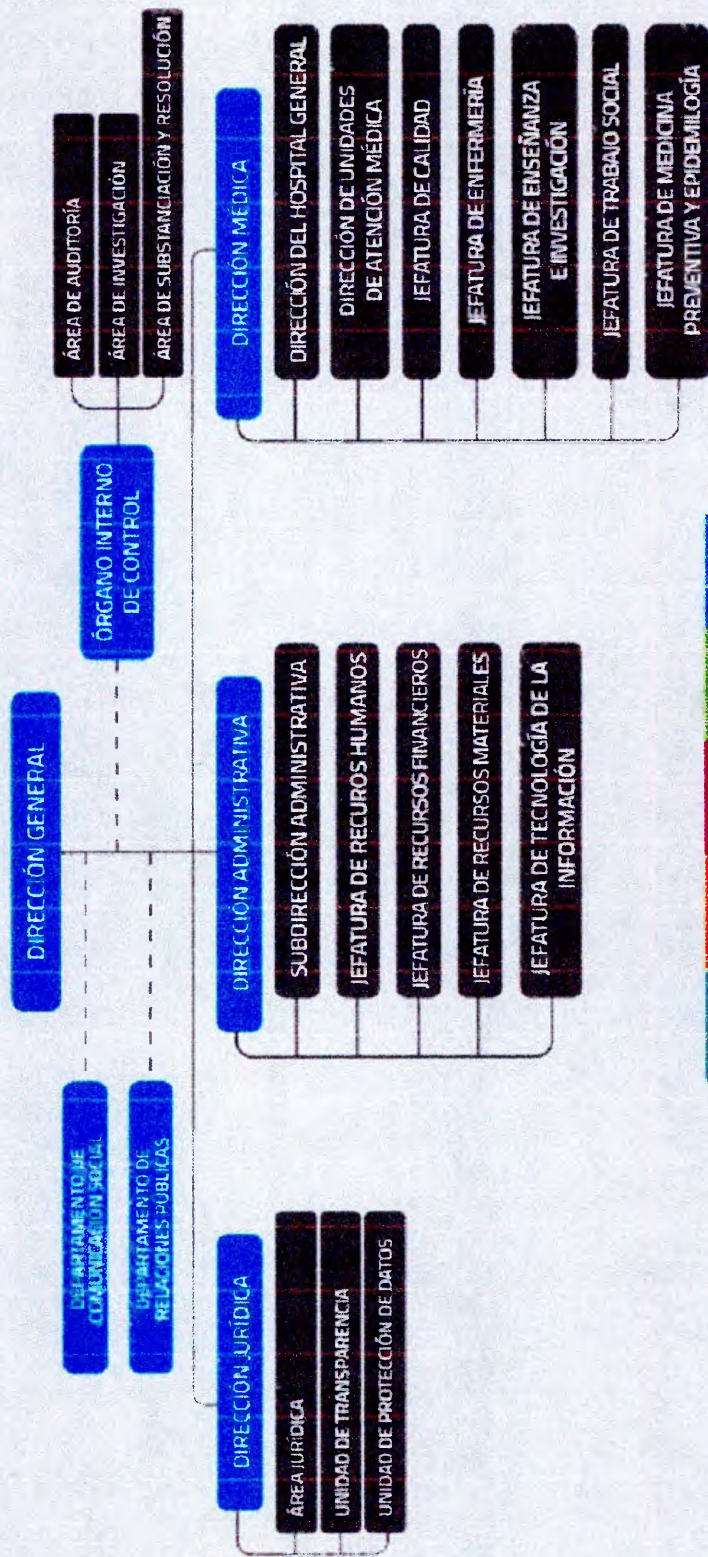 DIRECCIÓN GENERAL
DEPARTAMENTO DE
COMUNICACIÓN SOCIAL
DEPARTAMENTO DE
RELACIONES PÚBLICAS
ÓRGANO INTERNO
DE CONTROL
ÁREA DE AUDITORÍA
ÁREA DE INVESTIGACIÓN
ÁREA DE SUBSTANCIACIÓN Y RESOLUCIÓN
DIRECCIÓN JURÍDICA
ÁREA JURÍDICA
UNIDAD DE TRANSPARENCIA
UNIDAD DE PROTECCIÓN DE DATOS
DIRECCIÓN ADMINISTRATIVA
SUBDIRECCIÓN ADMINISTRATIVA
JEFATURA DE RECUROS HUMANOS
JEFATURA DE RECURSOS FINANCIEROS
JEFATURA DE RECURSOS MATERIALES
JEFATURA DE TECNOLOGÍA DE LA
INFORMACIÓN
DIRECCIÓN MÉDICA
DIRECCIÓN DEL HOSPITAL GENERAL
DIRECCIÓN DE UNIDADES
DE ATENCIÓN MÉDICA
JEFATURA DE CALIDAD
JEFATURA DE ENFERMERÍA
JEFATURA DE ENSEÑANZA
E INVESTIGACIÓN
JEFATURA DE TRABAJO SOCIAL
JEFATURA DE MEDICINA
PREVENTIVA Y EPIDEMILOGÍA